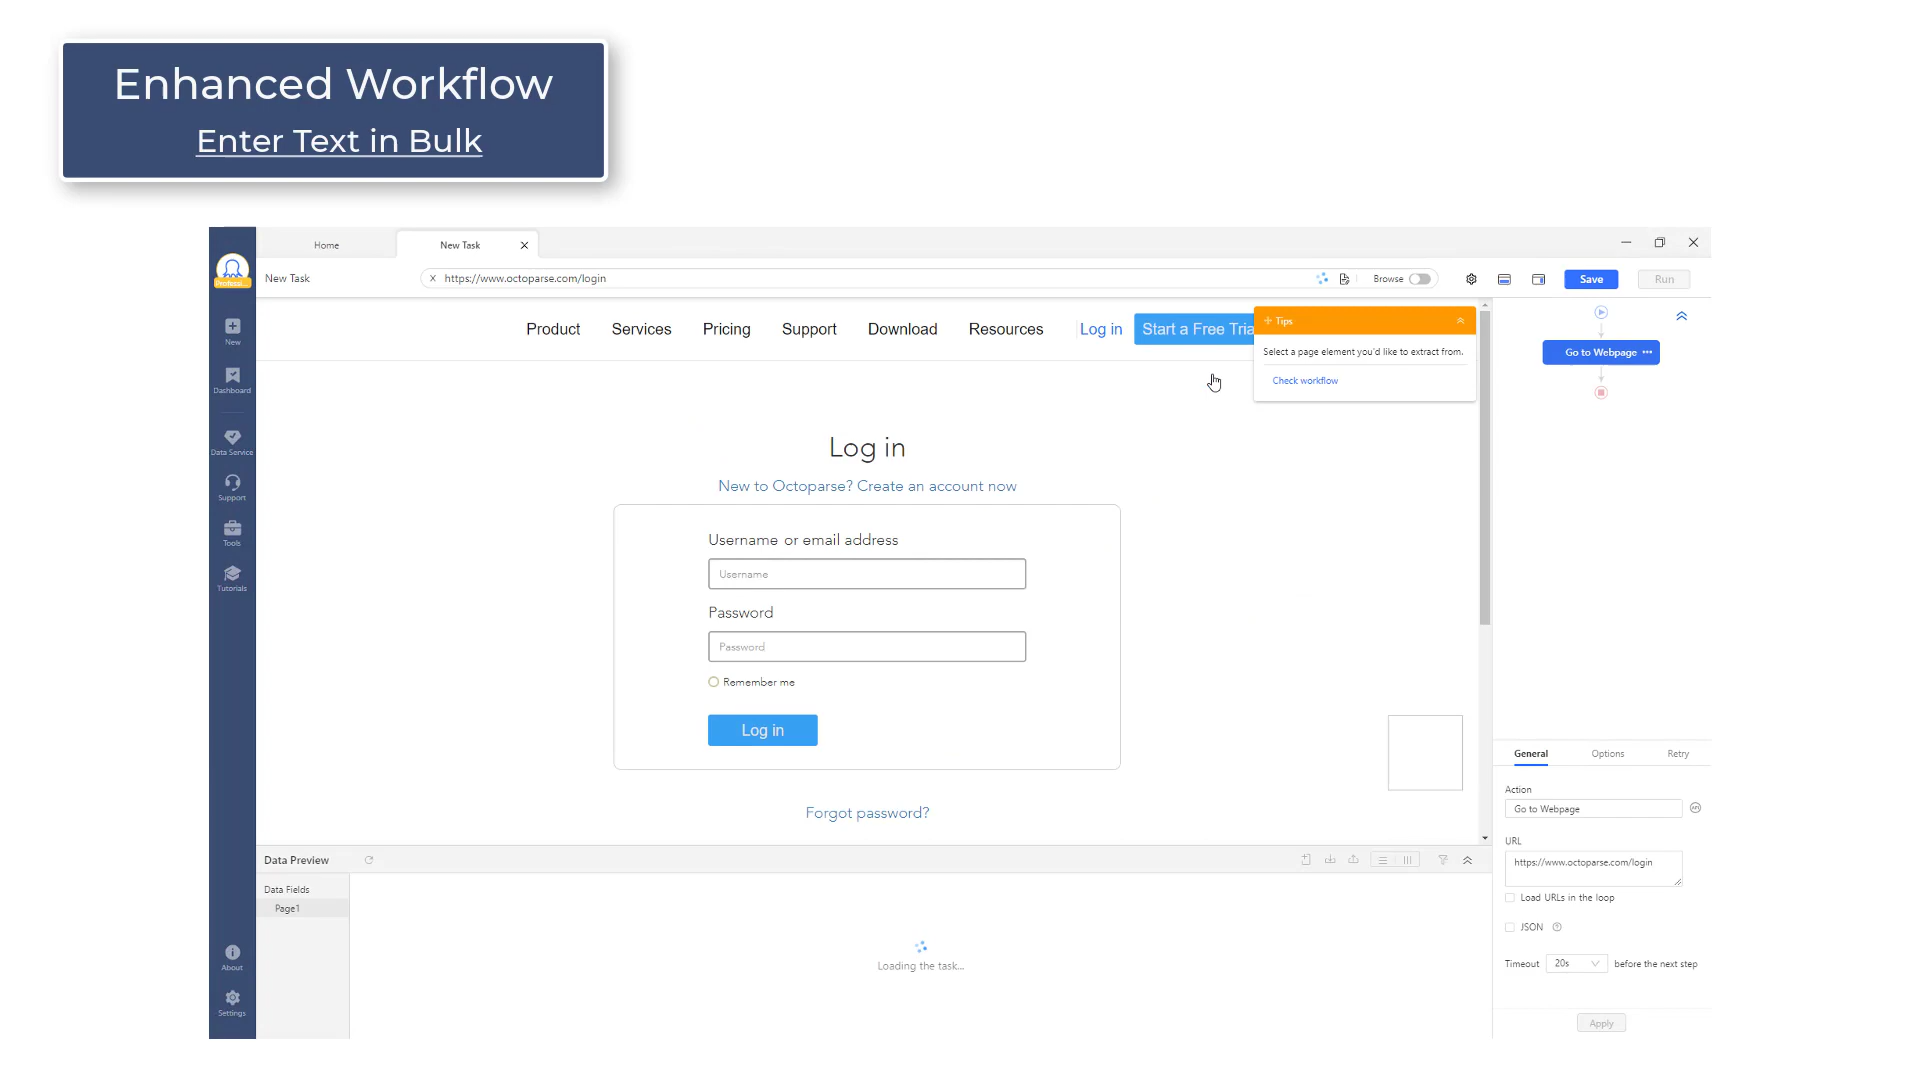 Enhanced Workflow
Enter Text in Bulk
Home
New Task
New Task
https://www.octoparse.com/login
Browse
Save
Run
Product
Services
Pricing
Support
Download
Resources
Log in
Start a Free Tria
Tips
Select a page element you'd like to extract from.
Check workflow
Go to Webpage
New
Dashboard
Data Service
Support
Tools
Tutorials
About
Settings
Log in
New to Octoparse? Create an account now
Username or email address
Username
Password
Password
Remember me
Log in
Forgot password?
Data Preview
Data Fields
Page1
Loading the task...
General
Options
Retry
Action
Go to Webpage
URL
https://www.octoparse.com/login
Load URLs in the loop
JSON
Timeout 20s before the next step
Apply